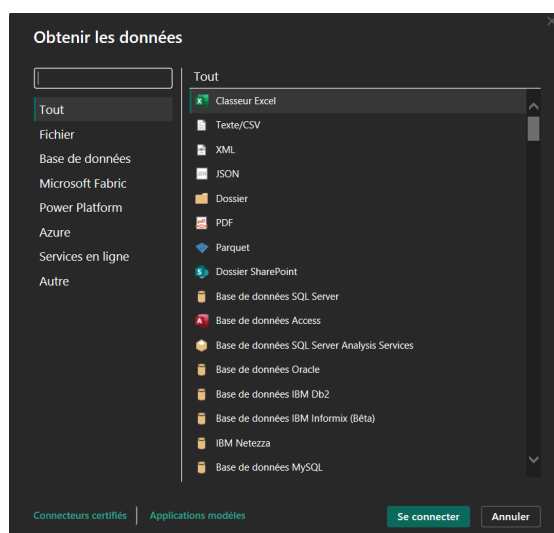 Obtenir les données
Tout
Fichier
Base de données
Microsoft Fabric
Power Platform
Azure
Services en ligne
Autre
Tout
Classeur Excel
Texte/CSV
XML
JSON
Dossier
PDF
Parquet
Dossier SharePoint
Base de données SQL Server
Base de données Access
Base de données SQL Server Analysis Services
Base de données Oracle
Base de données IBM Db2
Base de données IBM Informix (Bêta)
IBM Netezza
Base de données MySQL
Connecteurs certifiés
Applications modèles
Se connecter
Annuler